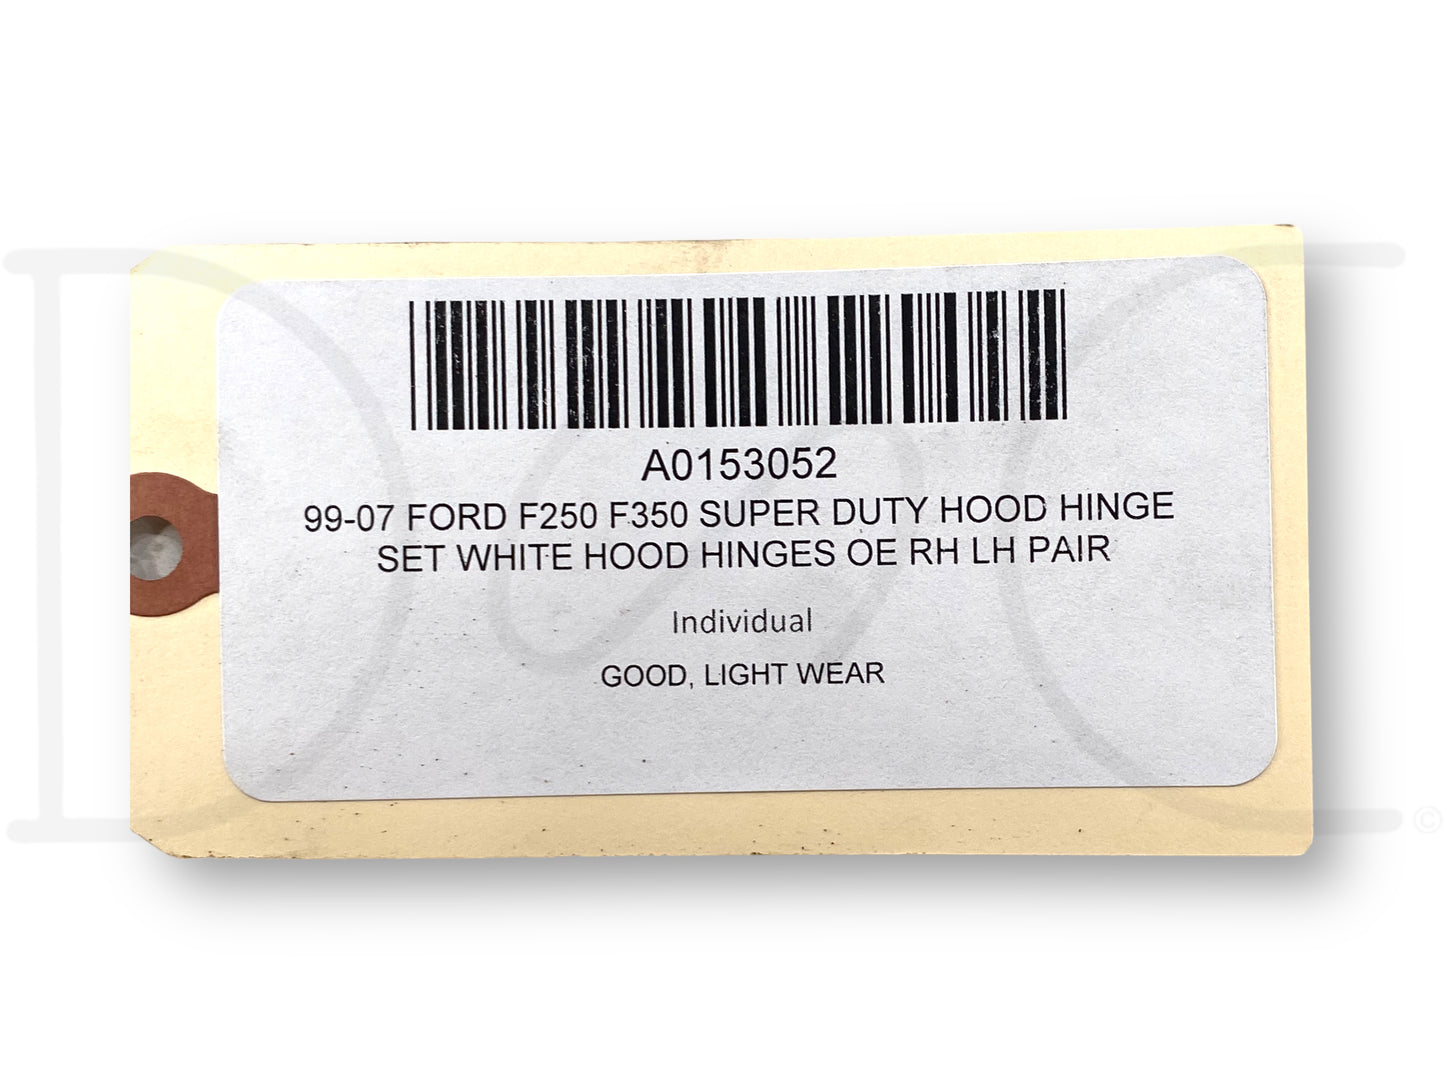 A0153052
99-07 FORD F250 F350 SUPER DUTY HOOD HINGE
SET WHITE HOOD HINGES OE RH LH PAIR
Individual
GOOD, LIGHT WEAR
©